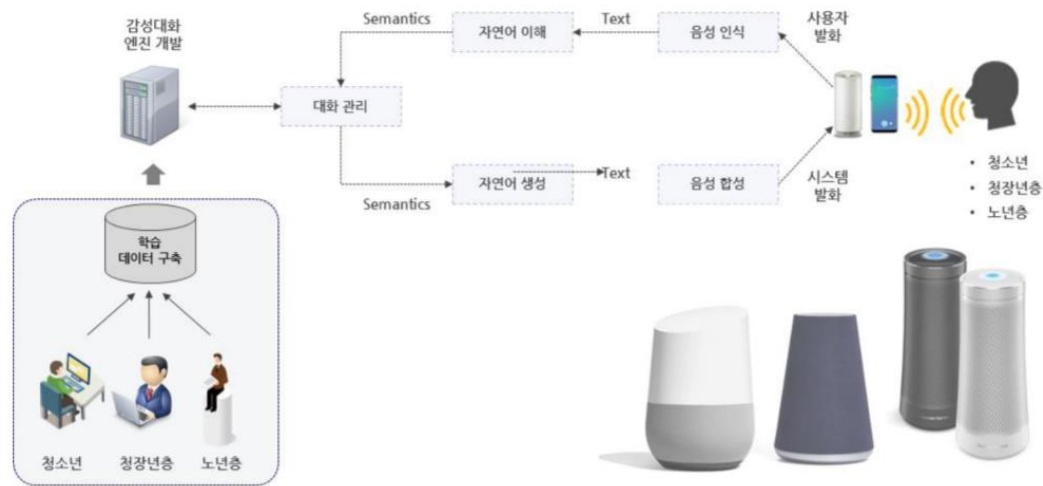 감성대화
엔진 개발
Semantics
자연어 이해
Text
음성 인식
사용자
발화
대화 관리
Semantics
자연어 생성
Text
음성 합성
시스템
발화
• 청소년
• 청장년층
• 노년층
학습
데이터 구축
청소년
청장년층
노년층